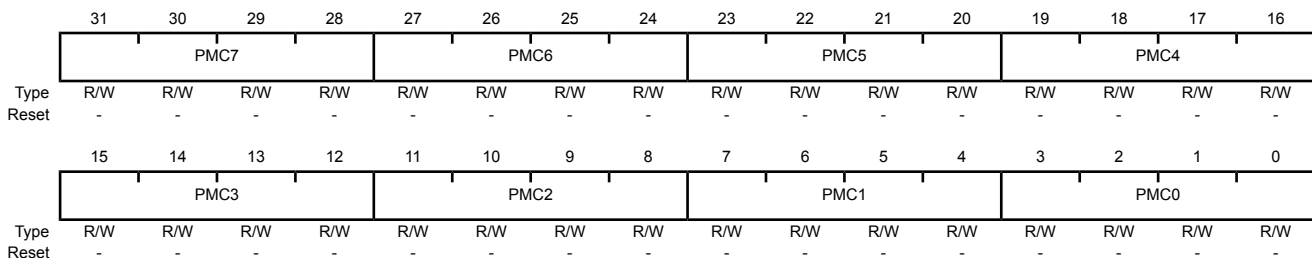 31 30 29 28 27 26 25 24 23 22 21 20 19 18 17 16
PMC7 PMC6 PMC5 PMC4
Type R/W R/W R/W R/W R/W R/W R/W R/W R/W R/W R/W R/W R/W R/W R/W R/W
Reset - - - - - - - - - - - - - - - -
15 14 13 12 11 10 9 8 7 6 5 4 3 2 1 0
PMC3 PMC2 PMC1 PMC0
Type R/W R/W R/W R/W R/W R/W R/W R/W R/W R/W R/W R/W R/W R/W R/W R/W
Reset - - - - - - - - - - - - - - - -